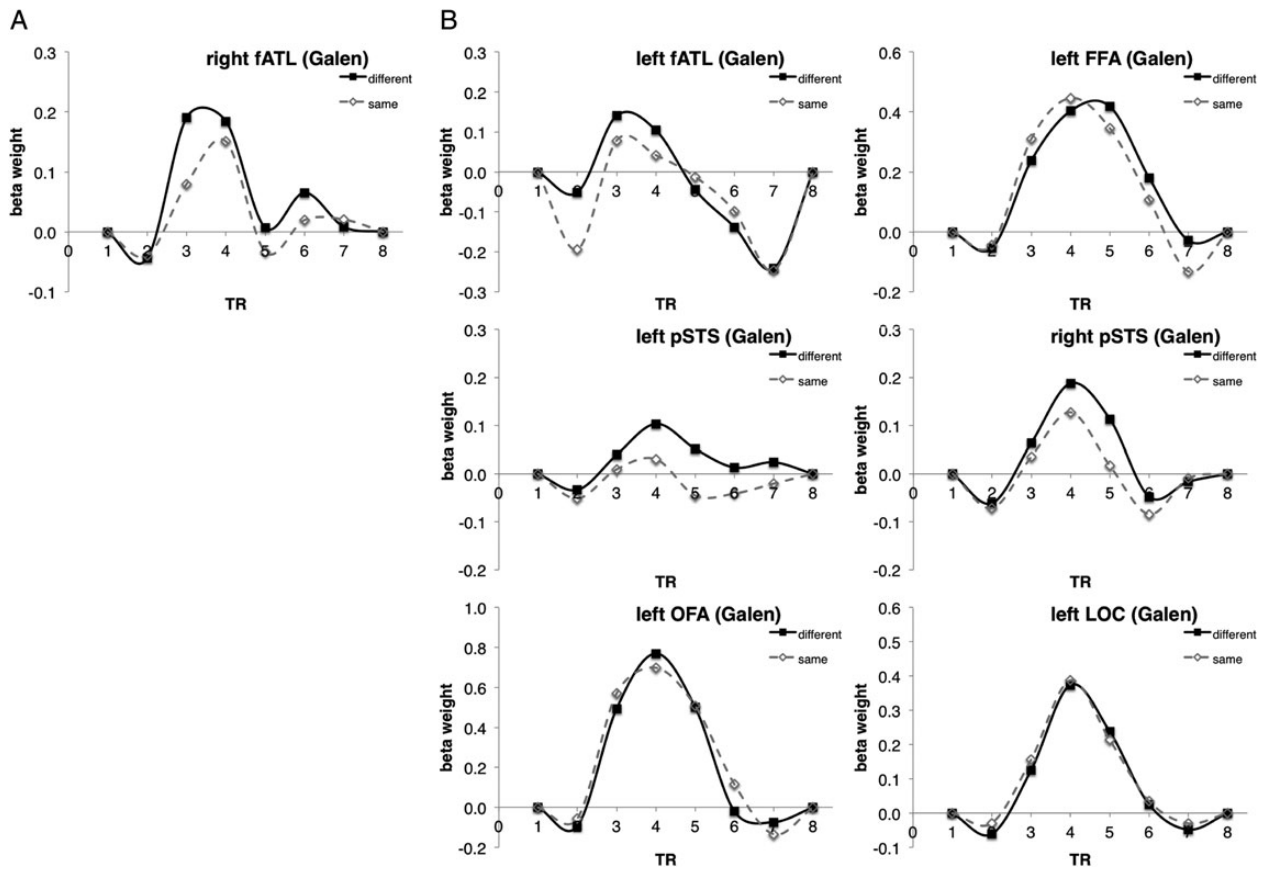 A
B
right fATL (Galen)
different
same
0.3
0.2
0.1
0.0
-0.1
beta weight
0 1 2 3 4 5 6 7 8
TR
left fATL (Galen)
different
same
0.3
0.2
0.1
0.0
-0.1
-0.2
-0.3
beta weight
0 1 2 3 4 5 6 7 8
TR
left FFA (Galen)
different
same
0.6
0.4
0.2
0.0
-0.2
beta weight
0 1 2 3 4 5 6 7 8
TR
left pSTS (Galen)
different
same
0.3
0.2
0.1
0.0
-0.1
-0.2
beta weight
0 1 2 3 4 5 6 7 8
TR
right pSTS (Galen)
different
same
0.3
0.2
0.1
0.0
-0.1
-0.2
beta weight
0 1 2 3 4 5 6 7 8
TR
left OFA (Galen)
different
same
1.0
0.8
0.6
0.4
0.2
0.0
-0.2
beta weight
0 1 2 3 4 5 6 7 8
TR
left LOC (Galen)
different
same
0.6
0.5
0.4
0.3
0.2
0.1
0.0
-0.1
beta weight
0 1 2 3 4 5 6 7 8
TR